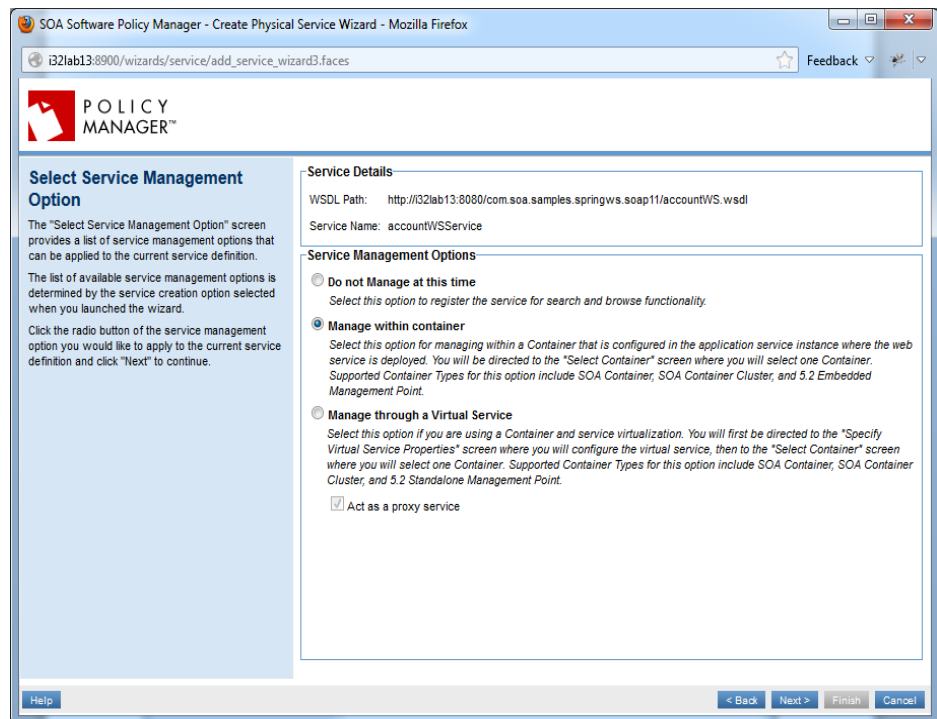 SOA Software Policy Manager - Create Physical Service Wizard - Mozilla Firefox
i32lab13:8900/wizards/service/add_service_wizard3.faces
Feedback
POLICY
MANAGER™
Select Service Management
Option
The "Select Service Management Option" screen
provides a list of service management options that
can be applied to the current service definition.
The list of available service management options is
determined by the service creation option selected
when you launched the wizard.
Click the radio button of the service management
option you would like to apply to the current service
definition and click "Next" to continue.
Service Details
WSDL Path: http://i32lab13:8080/com.soa.samples.springws.soap11/accountWS.wsdl
Service Name: accountWSService
Service Management Options
Do not Manage at this time
Select this option to register the service for search and browse functionality.
Manage within container
Select this option for managing within a Container that is configured in the application service instance where the web
service is deployed. You will be directed to the "Select Container" screen where you will select one Container.
Supported Container Types for this option include SOA Container, SOA Container Cluster, and 5.2 Embedded
Management Point.
Manage through a Virtual Service
Select this option if you are using a Container and service virtualization. You will first be directed to the "Specify
Virtual Service Properties" screen where you will configure the virtual service, then to the "Select Container" screen
where you will select one Container. Supported Container Types for this option include SOA Container, SOA Container
Cluster, and 5.2 Standalone Management Point.
Act as a proxy service
Help
< Back
Next >
Finish
Cancel